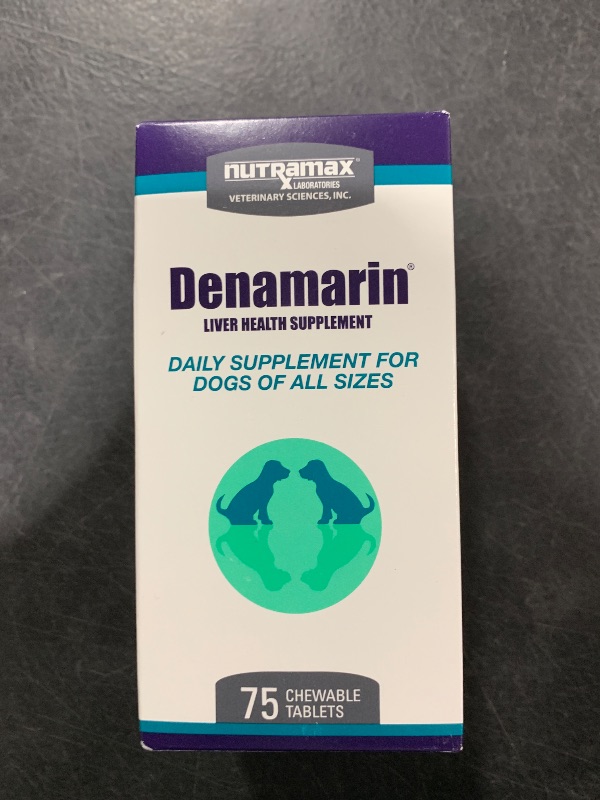 nutRamax®
LABORATORIES
VETERINARY SCIENCES, INC.
Denamarin®
LIVER HEALTH SUPPLEMENT
DAILY SUPPLEMENT FOR
DOGS OF ALL SIZES
75 CHEWABLE
TABLETS